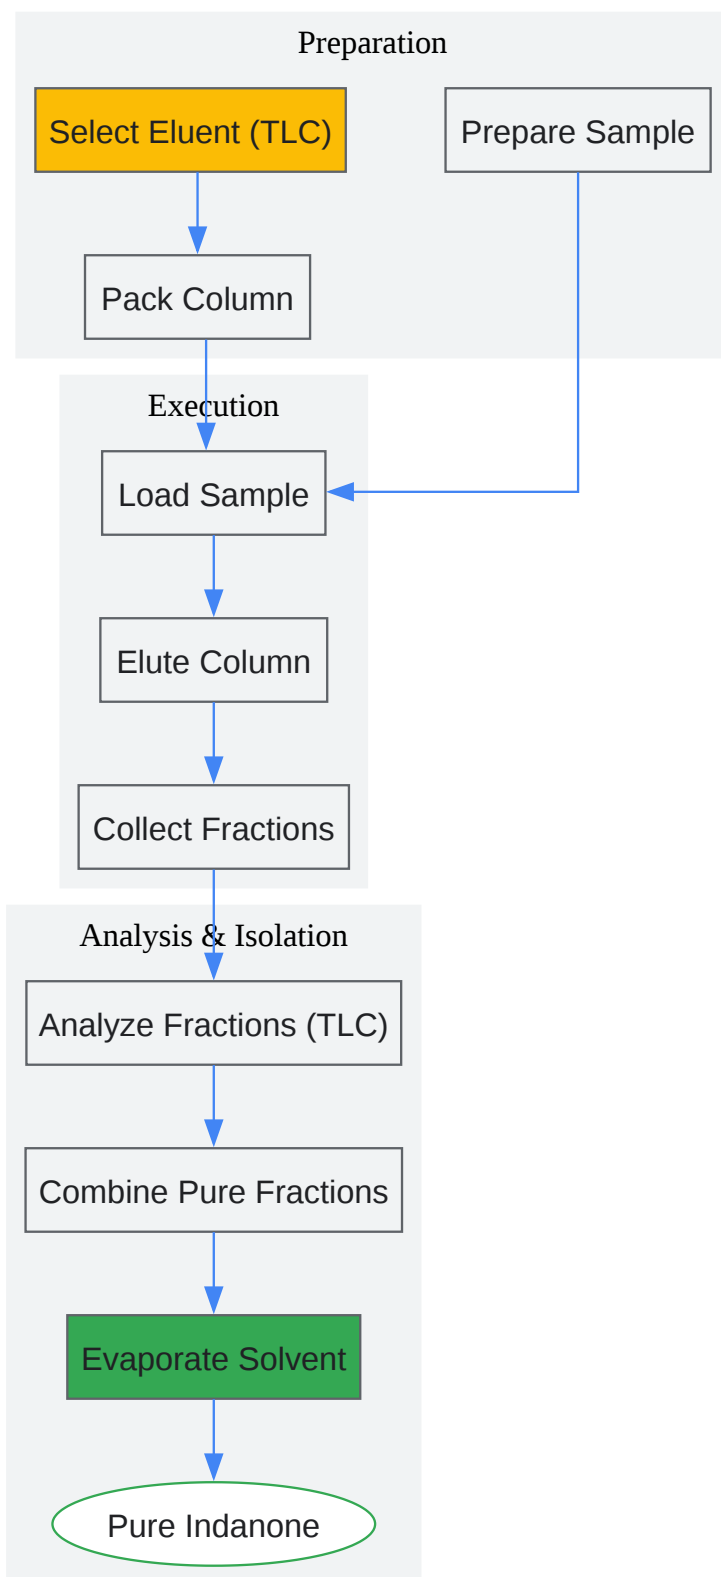 Preparation
Select Eluent (TLC)
Prepare Sample
Pack Column
Execution
Load Sample
Elute Column
Collect Fractions
Analysis & Isolation
Analyze Fractions (TLC)
Combine Pure Fractions
Evaporate Solvent
Pure Indanone